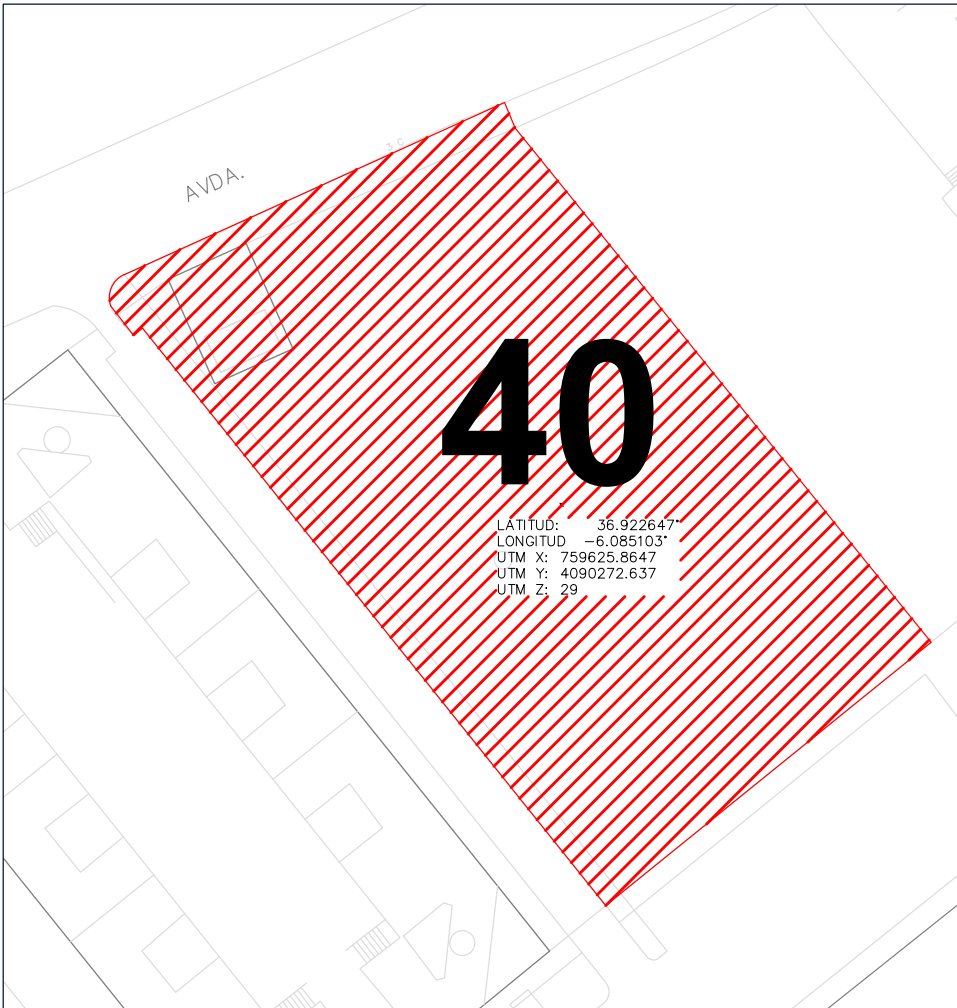 AVDA.
40
LATITUD: 36.922647°
LONGITUD -6.085103°
UTM X: 759625.8647
UTM Y: 4090272.637
UTM Z: 29